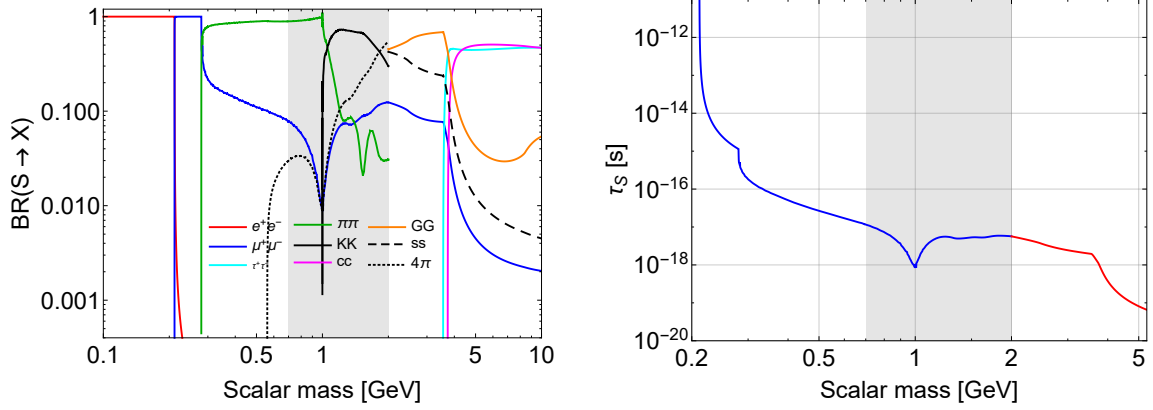 BR(S → X)
1
0.100
0.010
0.001
e⁺e⁻
μ⁺μ⁻
τ⁺τ⁻
ππ
KK
cc
GG
ss
4π
0.1 0.5 1 5 10
Scalar mass [GeV]
τ_S [s]
10⁻¹²
10⁻¹⁴
10⁻¹⁶
10⁻¹⁸
10⁻²⁰
0.2 0.5 1 2 5
Scalar mass [GeV]